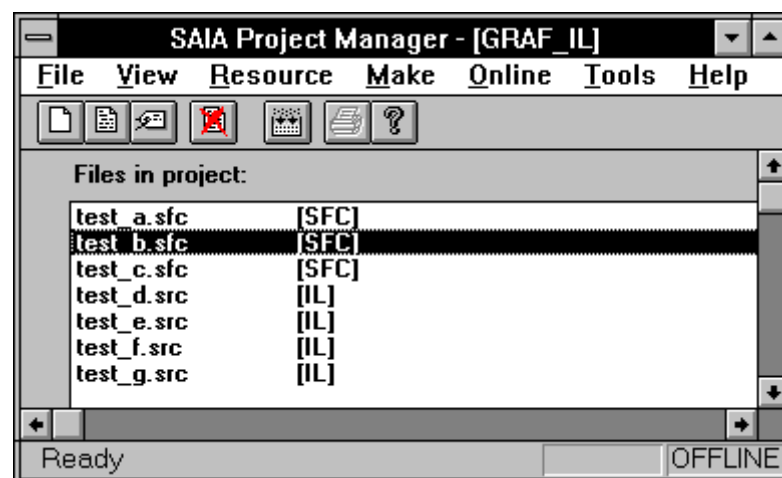 SAIA Project Manager - [GRAF_IL]
File View Resource Make Online Tools Help
Files in project:
test_a.sfc [SFC]
test_b.sfc [SFC]
test_c.sfc [SFC]
test_d.src [IL]
test_e.src [IL]
test_f.src [IL]
test_g.src [IL]
Ready OFFLINE